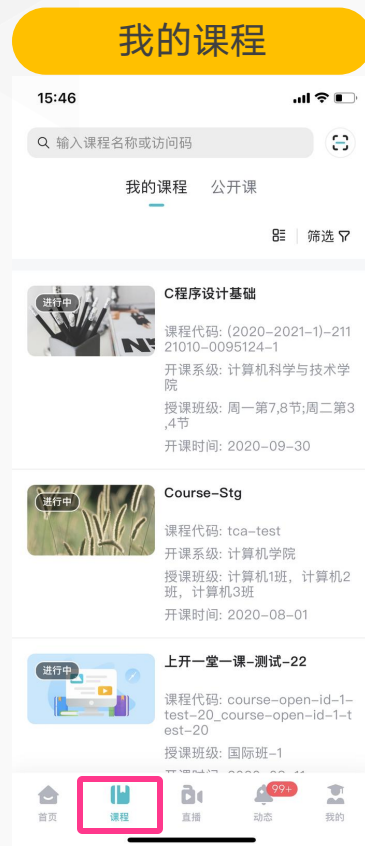 我的课程
15:46
输入课程名称或访问码
我的课程 公开课
筛选
进行中
C程序设计基础
课程代码: (2020-2021-1)-211
21010-0095124-1
开课系级: 计算机科学与技术学
院
授课班级: 周一第7,8节;周二第3
,4节
开课时间: 2020-09-30
进行中
Course-Stg
课程代码: tca-test
开课系级: 计算机学院
授课班级: 计算机1班，计算机2
班，计算机3班
开课时间: 2020-08-01
进行中
上开一堂一课-测试-22
课程代码: course-open-id-1-
test-20_course-open-id-1-t
est-20
授课班级: 国际班-1
99+
首页 课程 直播 动态 我的